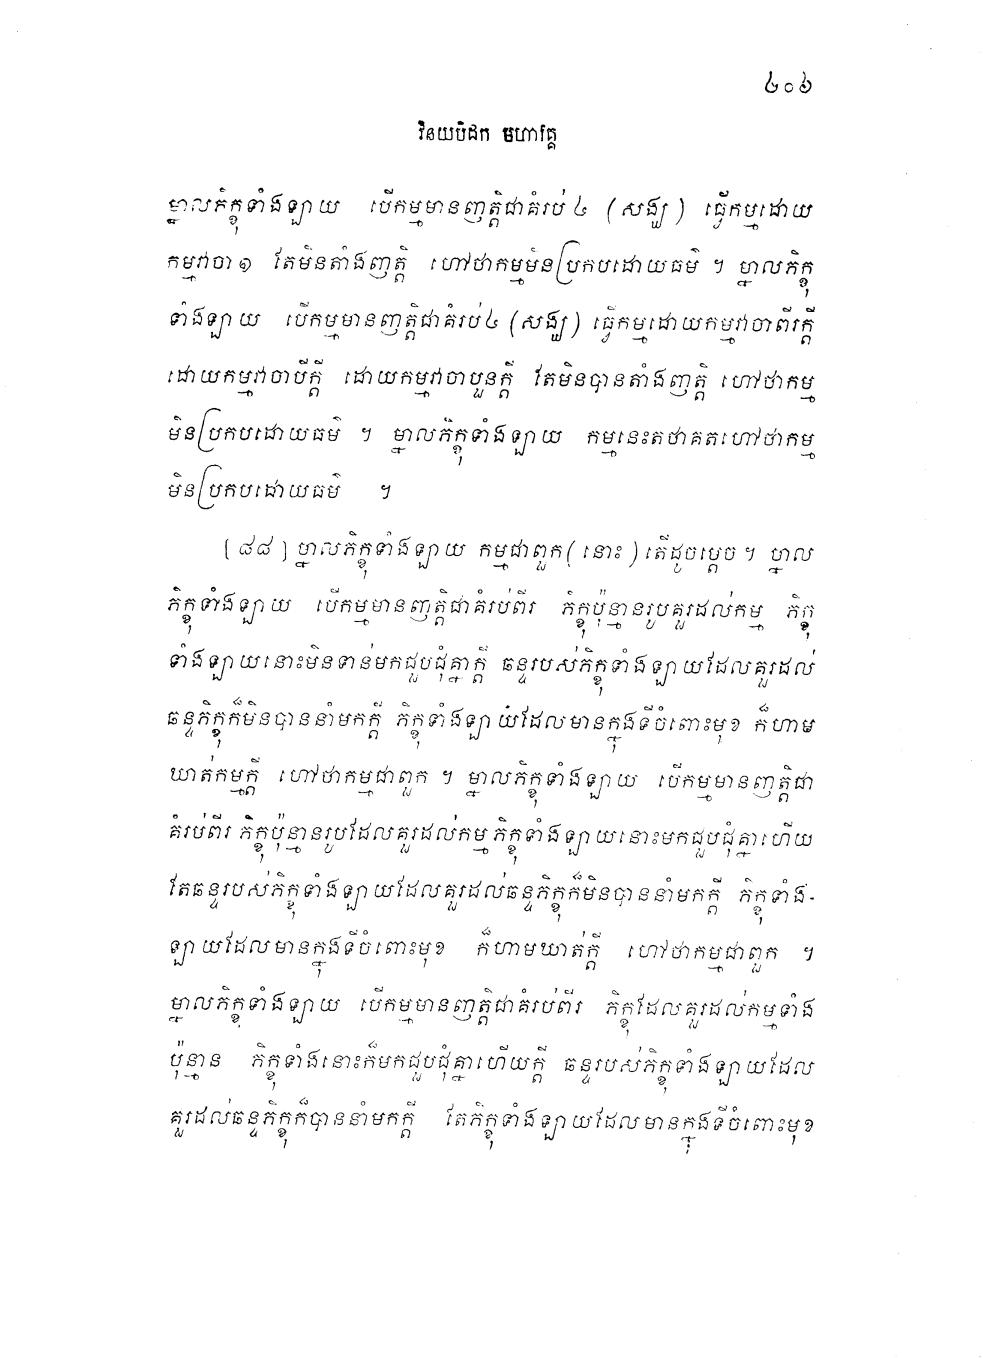 ៤០៦
វិនយបិដក មហាវគ្គ
ម្នាលភិក្ខុទាំងឡាយ បើកម្មមានញត្តិជាគំរប់ ៤ (សង្ឃ) ធ្វើកម្មដោយ
កម្មវាចា១ តែមិនតាំងញត្តិ ហៅថាកម្មមិនប្រកបដោយធម៌ ។ ម្នាលភិក្ខុ
ទាំងឡាយ បើកម្មមានញត្តិជាគំរប់៤ (សង្ឃ) ធ្វើកម្មដោយកម្មវាចាពីរក្តី
ដោយកម្មវាចាបីក្តី ដោយកម្មវាចាបួនក្តី តែមិនបានតាំងញត្តិ ហៅថាកម្ម
មិនប្រកបដោយធម៌ ។ ម្នាលភិក្ខុទាំងឡាយ កម្មនេះតថាគតហៅថាកម្ម
មិនប្រកបដោយធម៌ ។
[៨៨] ម្នាលភិក្ខុទាំងឡាយ កម្មជាពួក (នោះ) តើដូចម្តេច ។ ម្នាល
ភិក្ខុទាំងឡាយ បើកម្មមានញត្តិជាគំរប់ពីរ ភិក្ខុប៉ុន្មានរូបគួរដល់កម្ម ភិក្ខុ
ទាំងឡាយនោះមិនទាន់មកជួបជុំគ្នាក្តី ឆន្ទរបស់ភិក្ខុទាំងឡាយដែលគួរដល់
ឆន្ទភិក្ខុក៏មិនបាននាំមកក្តី ភិក្ខុទាំងឡាយដែលមានក្នុងទីចំពោះមុខ ក៏ហាម
ឃាត់កម្មក្តី ហៅថាកម្មជាពួក ។ ម្នាលភិក្ខុទាំងឡាយ បើកម្មមានញត្តិជា
គំរប់ពីរ ភិក្ខុប៉ុន្មានរូបដែលគួរដល់កម្ម ភិក្ខុទាំងឡាយនោះមកជួបជុំគ្នាហើយ
តែឆន្ទរបស់ភិក្ខុទាំងឡាយដែលគួរដល់ឆន្ទភិក្ខុក៏មិនបាននាំមកក្តី ភិក្ខុទាំង-
ឡាយដែលមានក្នុងទីចំពោះមុខ ក៏ហាមឃាត់ក្តី ហៅថាកម្មជាពួក ។
ម្នាលភិក្ខុទាំងឡាយ បើកម្មមានញត្តិជាគំរប់ពីរ ភិក្ខុដែលគួរដល់កម្មទាំង
ប៉ុន្មាន ភិក្ខុទាំងនោះក៏មកជួបជុំគ្នាហើយក្តី ឆន្ទរបស់ភិក្ខុទាំងឡាយដែល
គួរដល់ឆន្ទភិក្ខុក៏បាននាំមកក្តី តែភិក្ខុទាំងឡាយដែលមានក្នុងទីចំពោះមុខ